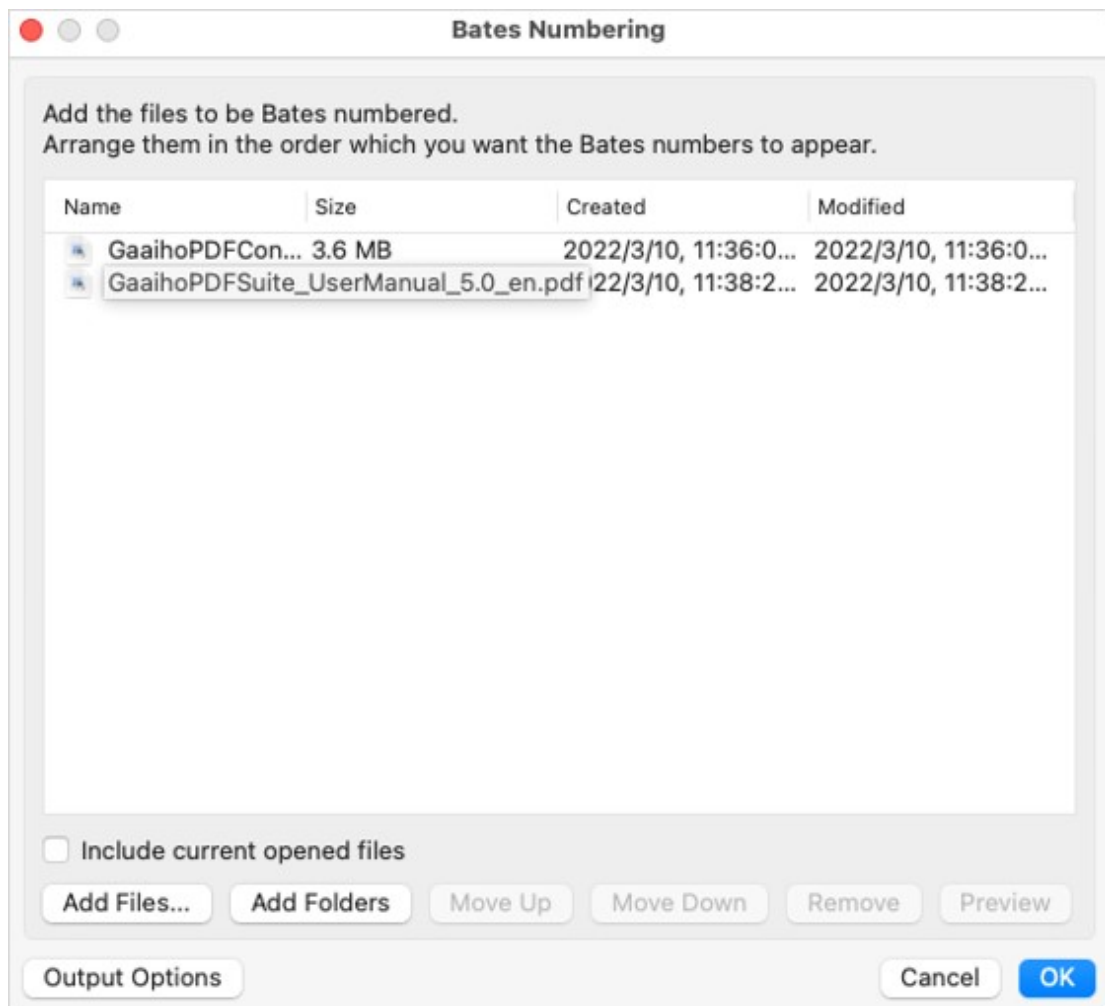 Bates Numbering
Add the files to be Bates numbered.
Arrange them in the order which you want the Bates numbers to appear.
Name Size Created Modified
GaaihoPDFCon... 3.6 MB 2022/3/10, 11:36:0... 2022/3/10, 11:36:0...
GaaihoPDFSuite_UserManual_5.0_en.pdf 22/3/10, 11:38:2... 2022/3/10, 11:38:2...
Include current opened files
Add Files... Add Folders Move Up Move Down Remove Preview
Output Options Cancel OK